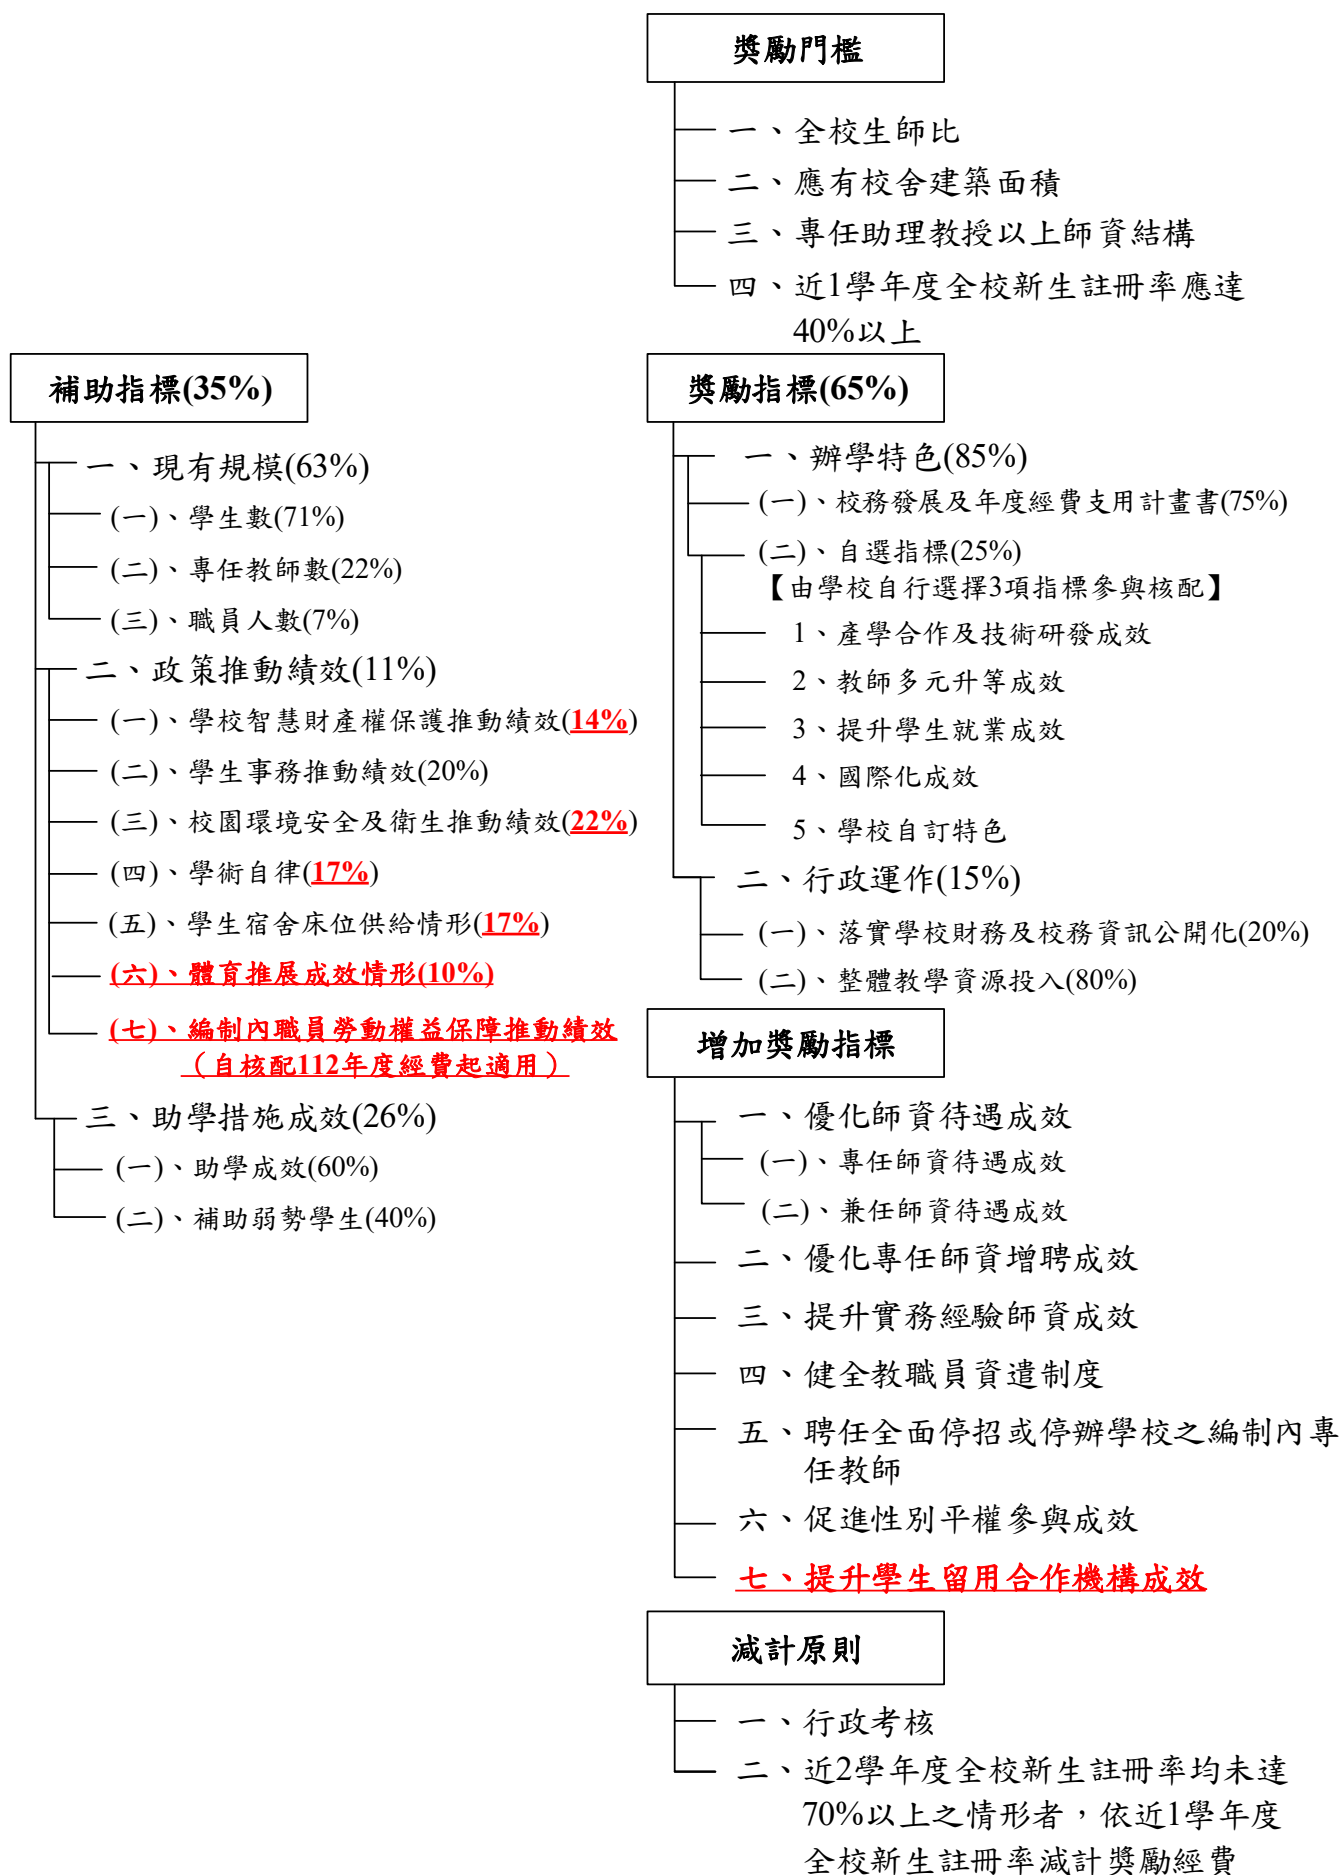 獎勵門檻
一、全校生師比
二、應有校舍建築面積
三、專任助理教授以上師資結構
四、近1學年度全校新生註冊率應達
40%以上
補助指標(35%)
一、現有規模(63%)
(一)、學生數(71%)
(二)、專任教師數(22%)
(三)、職員人數(7%)
二、政策推動績效(11%)
(一)、學校智慧財產權保護推動績效(14%)
(二)、學生事務推動績效(20%)
(三)、校園環境安全及衛生推動績效(22%)
(四)、學術自律(17%)
(五)、學生宿舍床位供給情形(17%)
(六)、體育推展成效情形(10%)
(七)、編制內職員勞動權益保障推動績效
（自核配112年度經費起適用）
三、助學措施成效(26%)
(一)、助學成效(60%)
(二)、補助弱勢學生(40%)
獎勵指標(65%)
一、辦學特色(85%)
(一)、校務發展及年度經費支用計畫書(75%)
(二)、自選指標(25%)
【由學校自行選擇3項指標參與核配】
1、產學合作及技術研發成效
2、教師多元升等成效
3、提升學生就業成效
4、國際化成效
5、學校自訂特色
二、行政運作(15%)
(一)、落實學校財務及校務資訊公開化(20%)
(二)、整體教學資源投入(80%)
增加獎勵指標
一、優化師資待遇成效
(一)、專任師資待遇成效
(二)、兼任師資待遇成效
二、優化專任師資增聘成效
三、提升實務經驗師資成效
四、健全教職員資遣制度
五、聘任全面停招或停辦學校之編制內專
任教師
六、促進性別平權參與成效
七、提升學生留用合作機構成效
減計原則
一、行政考核
二、近2學年度全校新生註冊率均未達
70%以上之情形者，依近1學年度
全校新生註冊率減計獎勵經費